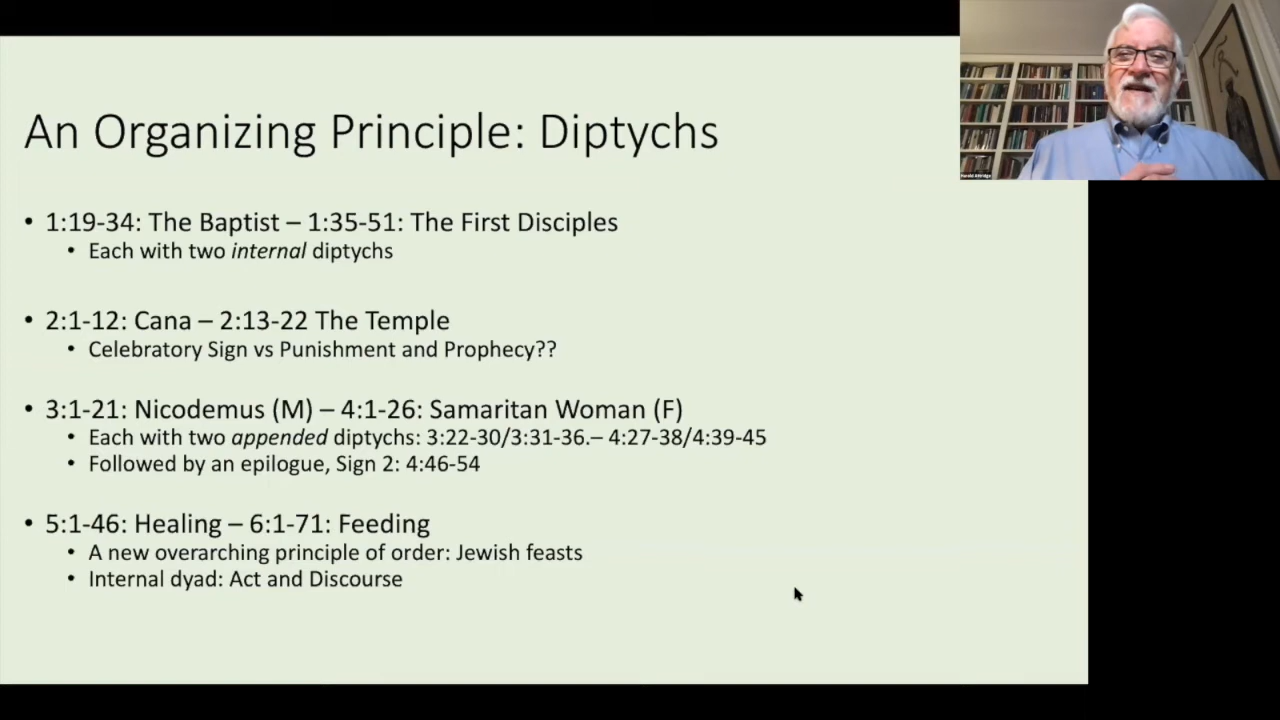 An Organizing Principle: Diptychs
• 1:19-34: The Baptist – 1:35-51: The First Disciples
• Each with two internal diptychs
• 2:1-12: Cana – 2:13-22 The Temple
• Celebratory Sign vs Punishment and Prophecy??
• 3:1-21: Nicodemus (M) – 4:1-26: Samaritan Woman (F)
• Each with two appended diptychs: 3:22-30/3:31-36.– 4:27-38/4:39-45
• Followed by an epilogue, Sign 2: 4:46-54
• 5:1-46: Healing – 6:1-71: Feeding
• A new overarching principle of order: Jewish feasts
• Internal dyad: Act and Discourse
Harold Attridge